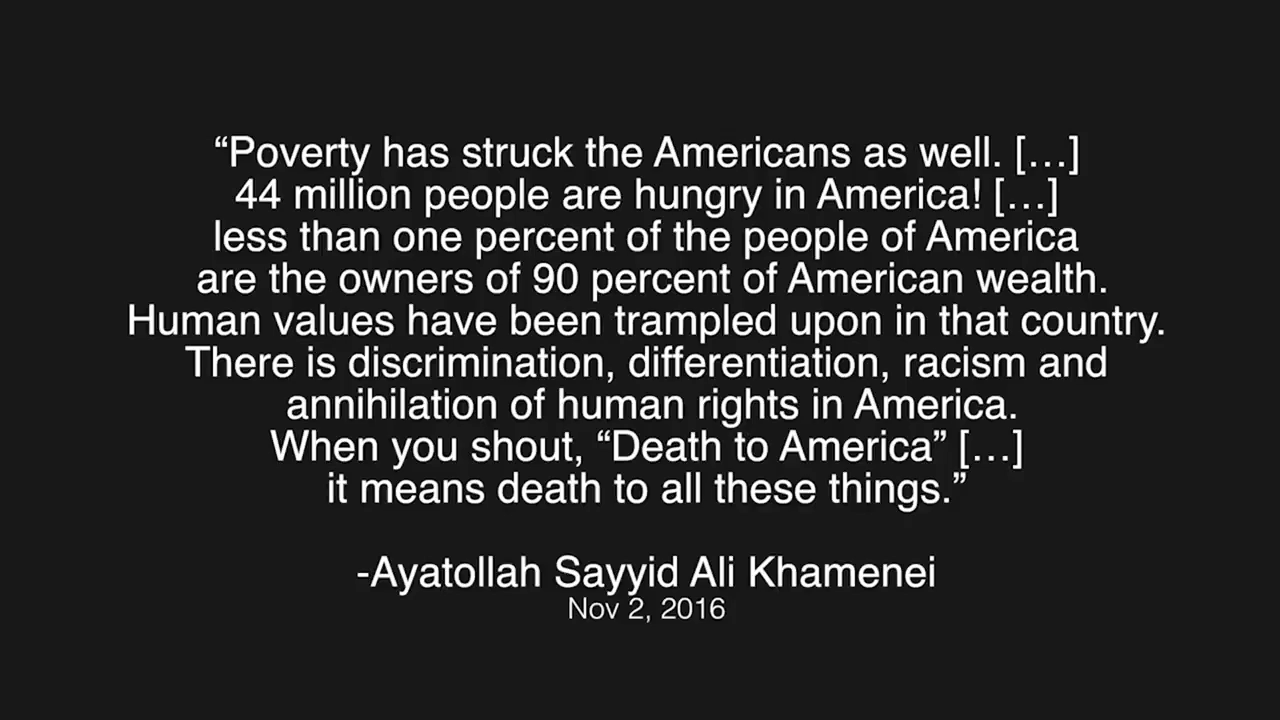 “Poverty has struck the Americans as well. […]
44 million people are hungry in America! […]
less than one percent of the people of America
are the owners of 90 percent of American wealth.
Human values have been trampled upon in that country.
There is discrimination, differentiation, racism and
annihilation of human rights in America.
When you shout, “Death to America” […]
it means death to all these things.”
-Ayatollah Sayyid Ali Khamenei
Nov 2, 2016